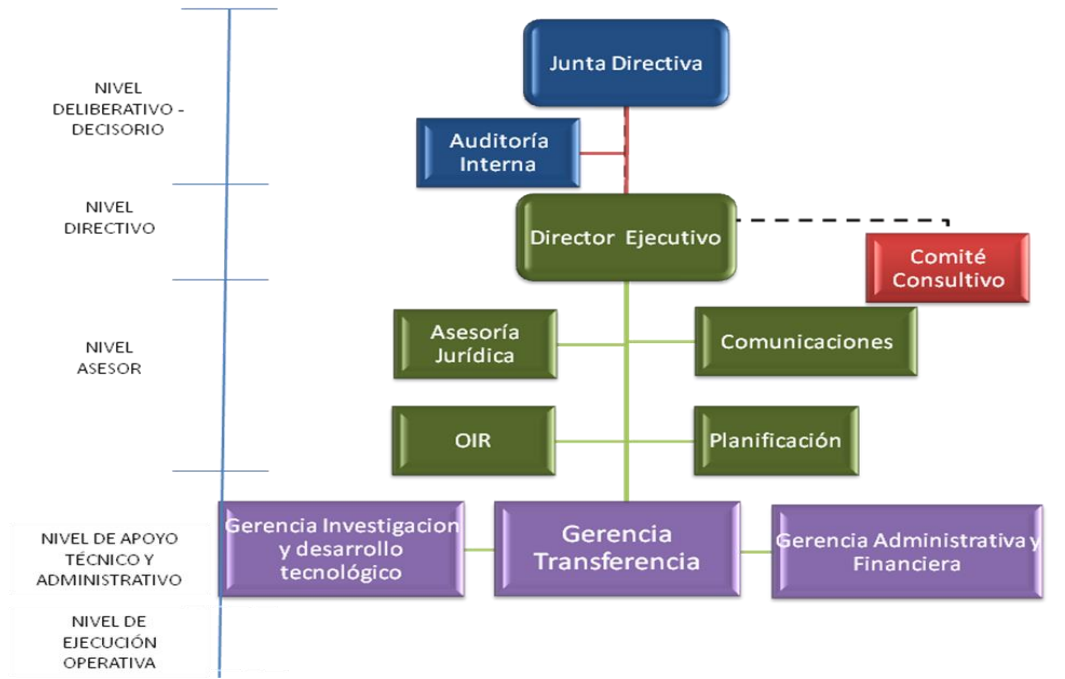 NIVEL
DELIBERATIVO -
DECISORIO
Junta Directiva
Auditoría
Interna
NIVEL
DIRECTIVO
Director Ejecutivo
Comité
Consultivo
NIVEL
ASESOR
Asesoría
Jurídica
Comunicaciones
OIR
Planificación
NIVEL DE APOYO
TÉCNICO Y
ADMINISTRATIVO
Gerencia Investigacion
y desarrollo
tecnológico
Gerencia
Transferencia
Gerencia Administrativa y
Financiera
NIVEL DE
EJECUCIÓN
OPERATIVA